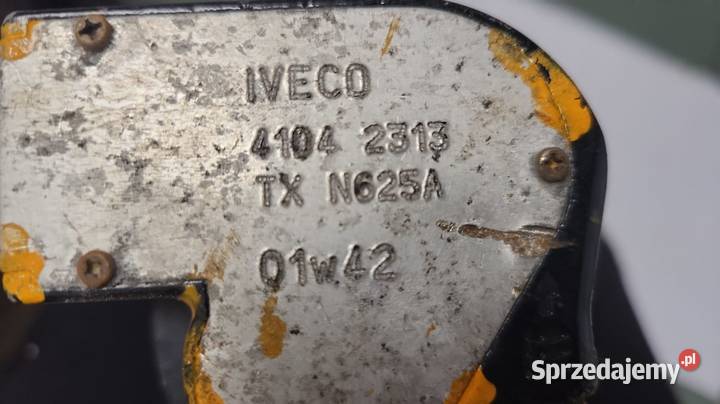 IVECO
4104 2313
TX N625A
01w42
Sprzedajemy.pl